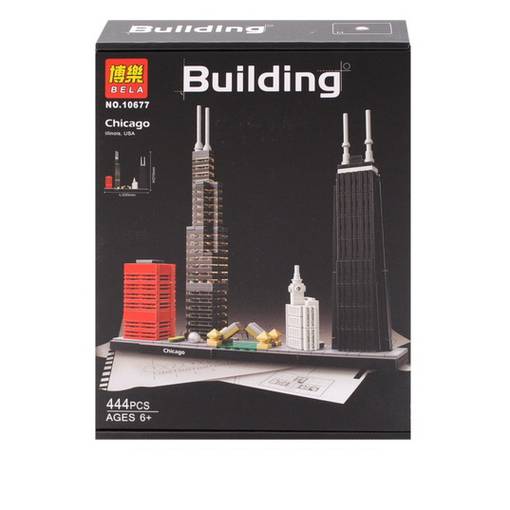 Building
博樂
BELA
NO.10677
Building
Chicago
Illinois, USA
Chicago
444PCS
AGES 6+